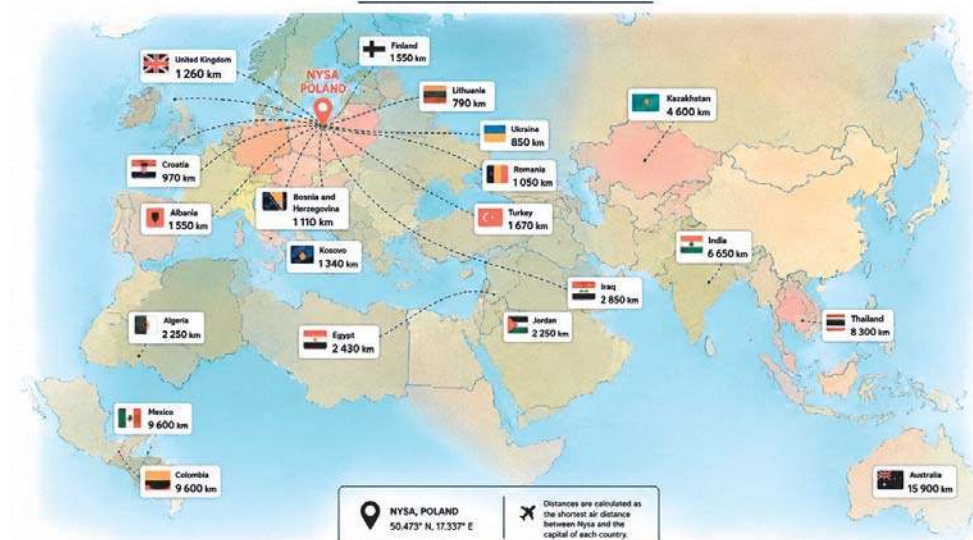 Finland
1 550 km
United Kingdom
1 260 km
NYSA
POLAND
Lithuania
790 km
Kazakhstan
4 600 km
Ukraine
850 km
Croatia
970 km
Romania
1 050 km
Bosnia and
Herzegovina
1 110 km
Albania
1 550 km
Turkey
1 670 km
India
6 650 km
Kosovo
1 340 km
Iraq
2 850 km
Algeria
2 250 km
Egypt
2 430 km
Jordan
2 250 km
Thailand
8 300 km
Mexico
9 600 km
Colombia
9 600 km
Australia
15 900 km
NYSA, POLAND
50.473° N, 17.337° E
Distances are calculated as
the shortest air distance
between Nysa and the
capital of each country.